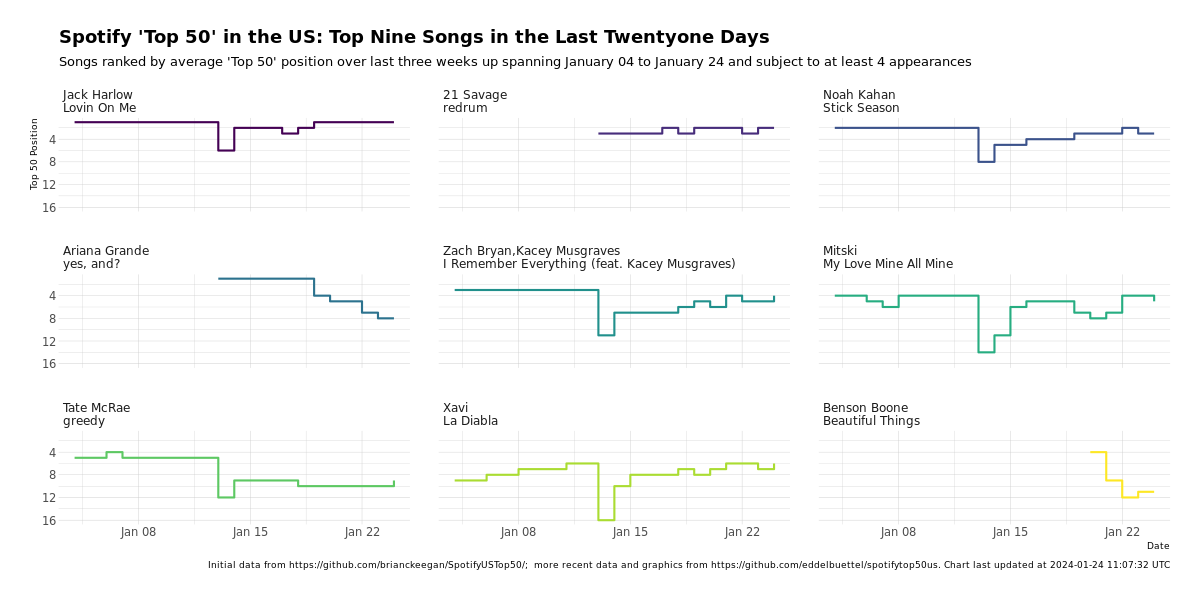 Spotify 'Top 50' in the US: Top Nine Songs in the Last Twentyone Days
Songs ranked by average 'Top 50' position over last three weeks up spanning January 04 to January 24 and subject to at least 4 appearances
Jack Harlow
Lovin On Me
21 Savage
redrum
Noah Kahan
Stick Season
Top 50 Position
4
8
12
16
Ariana Grande
yes, and?
Zach Bryan,Kacey Musgraves
I Remember Everything (feat. Kacey Musgraves)
Mitski
My Love Mine All Mine
4
8
12
16
Tate McRae
greedy
Xavi
La Diabla
Benson Boone
Beautiful Things
4
8
12
16
Jan 08 Jan 15 Jan 22
Jan 08 Jan 15 Jan 22
Jan 08 Jan 15 Jan 22
Date
Initial data from https://github.com/brianckeegan/SpotifyUSTop50/;  more recent data and graphics from https://github.com/eddelbuettel/spotifytop50us. Chart last updated at 2024-01-24 11:07:32 UTC